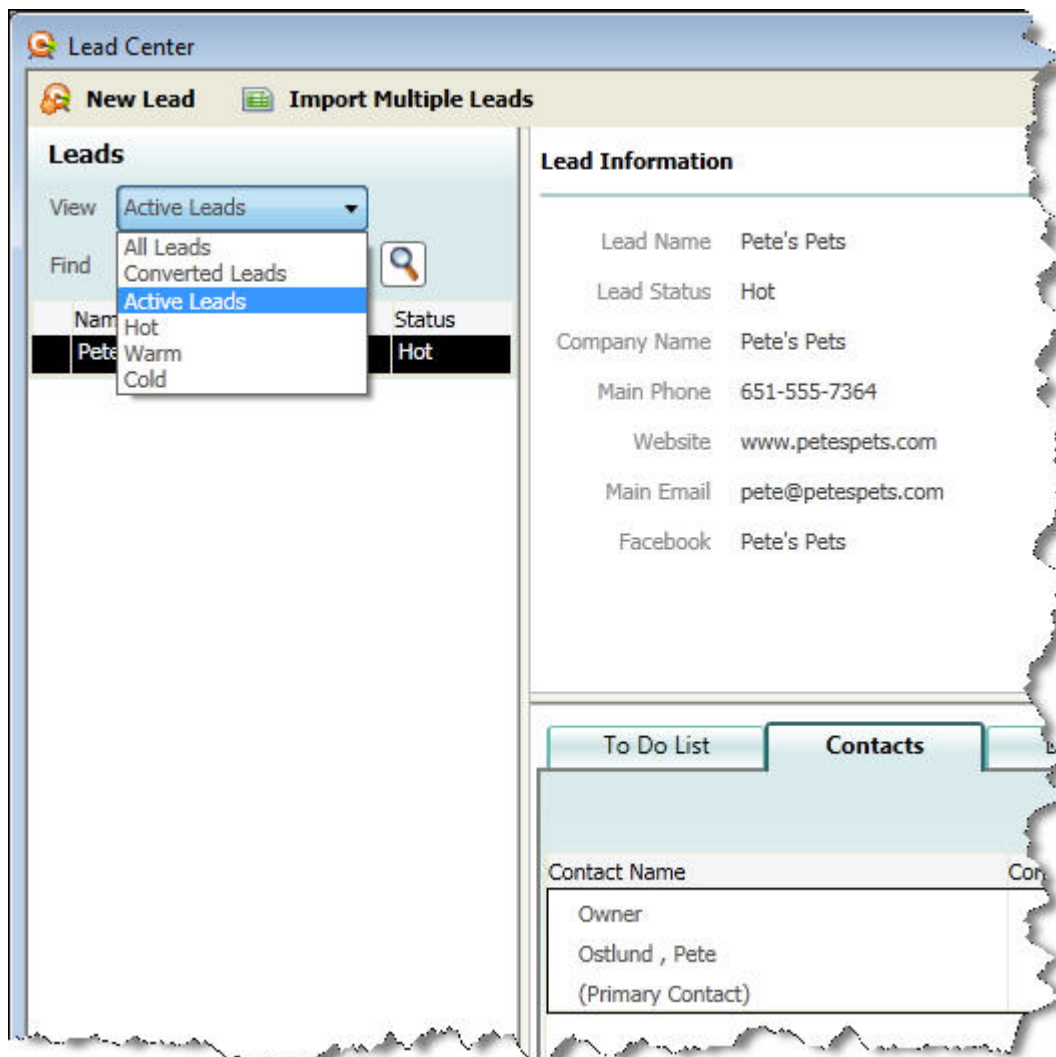 Lead Center
New Lead
Import Multiple Leads
Leads
View
Active Leads
All Leads
Converted Leads
Active Leads
Hot
Warm
Cold
Find
Status
Hot
Lead Information
Lead Name Pete's Pets
Lead Status Hot
Company Name Pete's Pets
Main Phone 651-555-7364
Website www.petespets.com
Main Email pete@petespets.com
Facebook Pete's Pets
To Do List
Contacts
Contact Name
Owner
Ostlund , Pete
(Primary Contact)